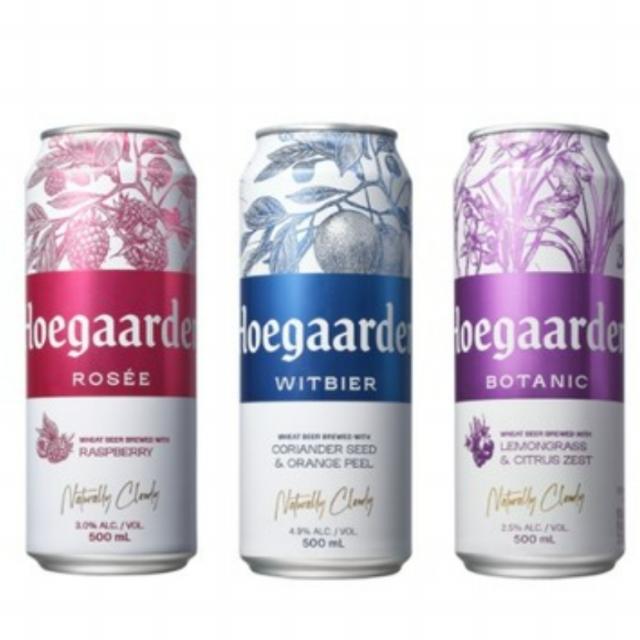 Hoegaarden
ROSÉE
WHEAT BEER BREWED WITH
RASPBERRY
Naturally Cloudy
3.0% ALC. / VOL.
500 mL
Hoegaarden
WITBIER
WHEAT BEER BREWED WITH
CORIANDER SEED
& ORANGE PEEL
Naturally Cloudy
4.9% ALC. / VOL.
500 mL
Hoegaarden
BOTANIC
WHEAT BEER BREWED WITH
LEMONGRASS
& CITRUS ZEST
Naturally Cloudy
2.5% ALC. / VOL.
500 mL